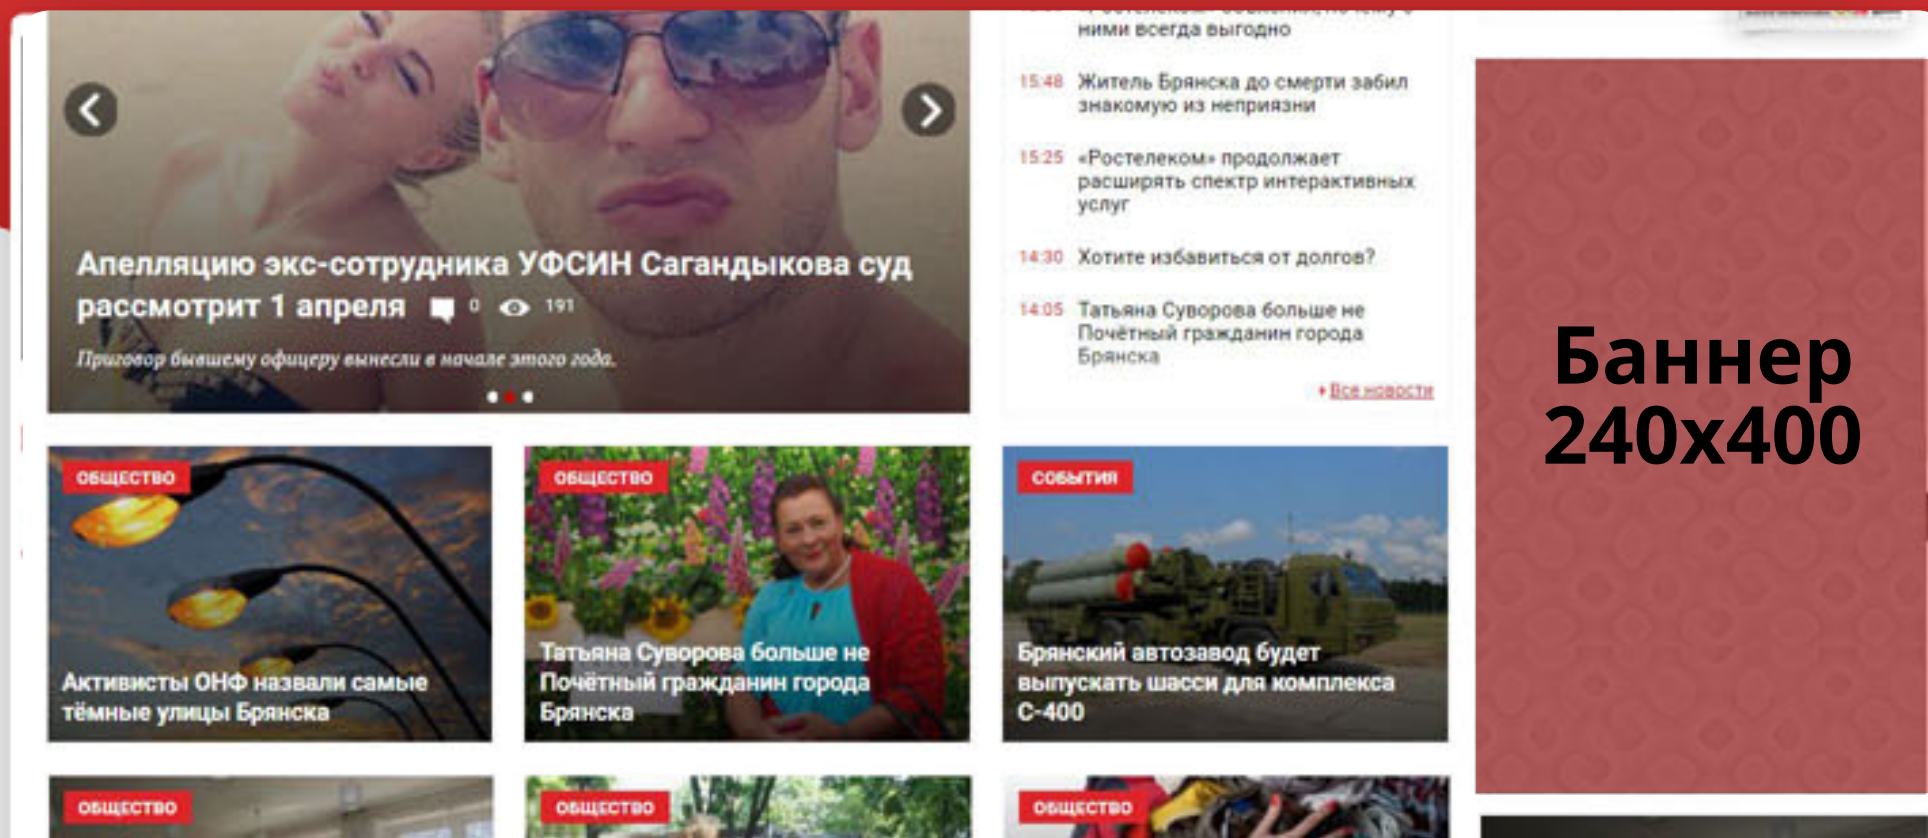 ними всегда выгодно
15:48 Житель Брянска до смерти забил
знакомую из неприязни
15:25 «Ростелеком» продолжает
расширять спектр интерактивных
услуг
14:30 Хотите избавиться от долгов?
14:05 Татьяна Суворова больше не
Почётный гражданин города
Брянска
Все новости
Апелляцию экс-сотрудника УФСИН Сагандыкова суд
рассмотрит 1 апреля 0 191
Приговор бывшему офицеру вынесли в начале этого года.
Баннер
240x400
ОБЩЕСТВО
Активисты ОНФ назвали самые
тёмные улицы Брянска
ОБЩЕСТВО
Татьяна Суворова больше не
Почётный гражданин города
Брянска
СОБЫТИЯ
Брянский автозавод будет
выпускать шасси для комплекса
С-400
ОБЩЕСТВО
ОБЩЕСТВО
ОБЩЕСТВО